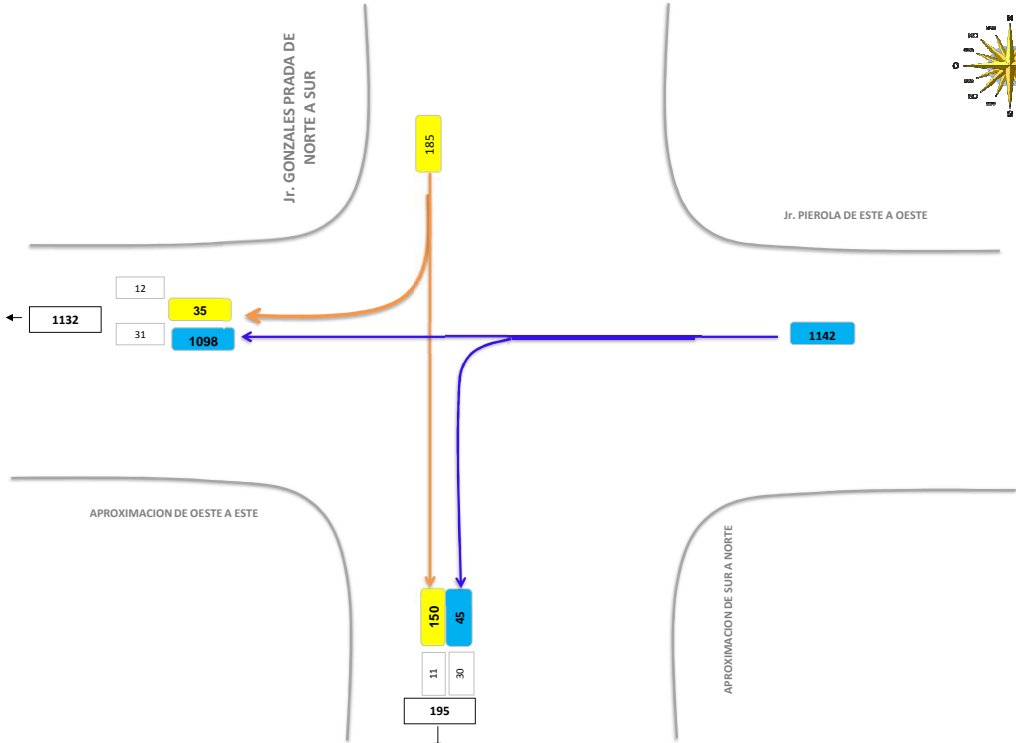 N
O
S
Jr. GONZALES PRADA DE
NORTE A SUR
185
Jr. PIEROLA DE ESTE A OESTE
12
35
1132
31
1098
1142
APROXIMACION DE OESTE A ESTE
APROXIMACION DE SUR A NORTE
150
45
11
30
195